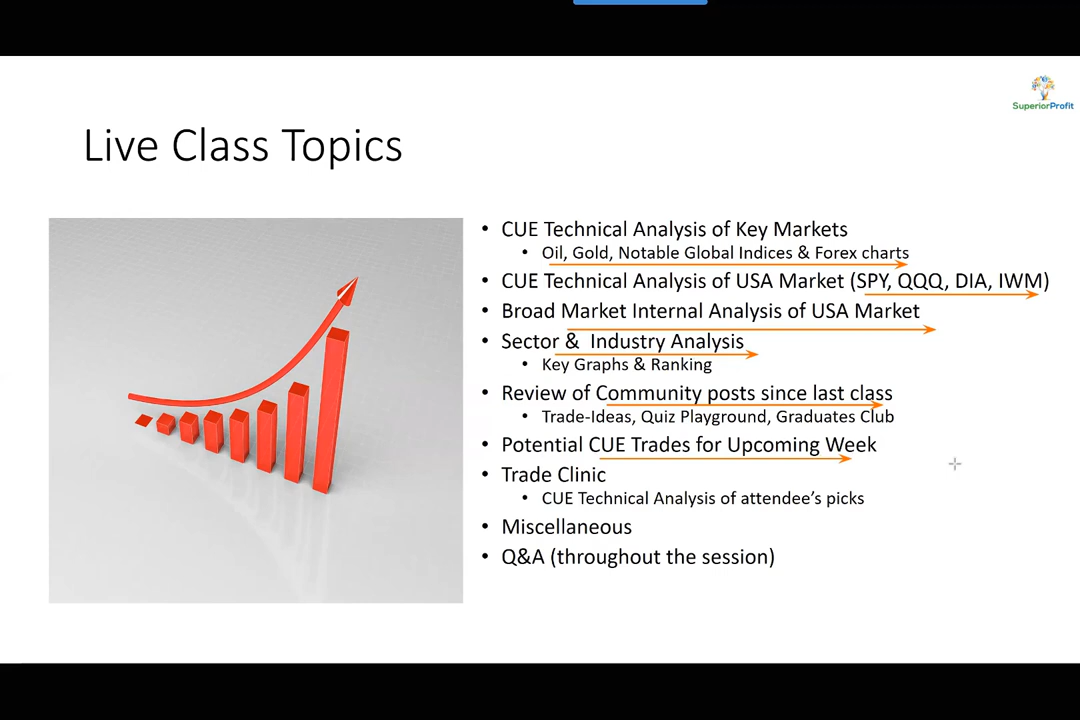 SuperiorProfit
Live Class Topics
• CUE Technical Analysis of Key Markets
• Oil, Gold, Notable Global Indices & Forex charts
• CUE Technical Analysis of USA Market (SPY, QQQ, DIA, IWM)
• Broad Market Internal Analysis of USA Market
• Sector & Industry Analysis
• Key Graphs & Ranking
• Review of Community posts since last class
• Trade-Ideas, Quiz Playground, Graduates Club
• Potential CUE Trades for Upcoming Week
• Trade Clinic
• CUE Technical Analysis of attendee's picks
• Miscellaneous
• Q&A (throughout the session)